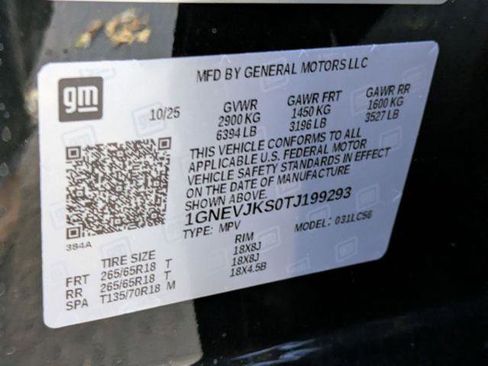 gm
MFD BY GENERAL MOTORS LLC
10/25 GVWR GAWR FRT GAWR RR
2900 KG 1450 KG 1600 KG
6394 LB 3196 LB 3527 LB
THIS VEHICLE CONFORMS TO ALL
APPLICABLE U.S. FEDERAL MOTOR
VEHICLE SAFETY STANDARDS IN EFFECT
ON THE DATE OF MANUFACTURE
SHOWN ABOVE.
1GNEVJKS0TJ199293
TYPE: MPV MODEL: 031LC56
384A
TIRE SIZE RIM
FRT 265/65R18 T 18X8J
RR 265/65R18 T 18X8J
SPA T135/70R18 M 18X4.5B